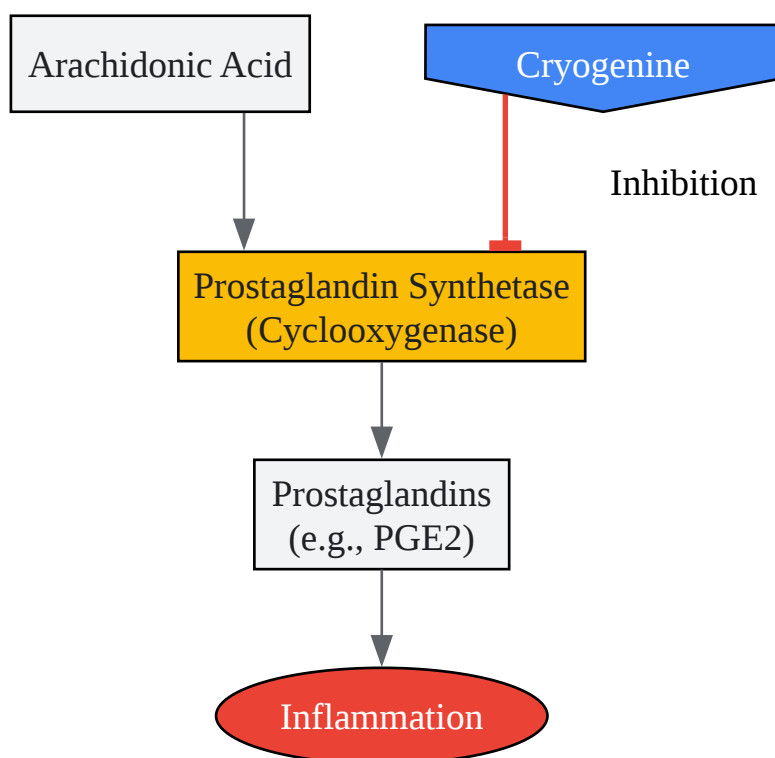 Arachidonic Acid
Cryogenine
Inhibition
Prostaglandin Synthetase
(Cyclooxygenase)
Prostaglandins
(e.g., PGE2)
Inflammation